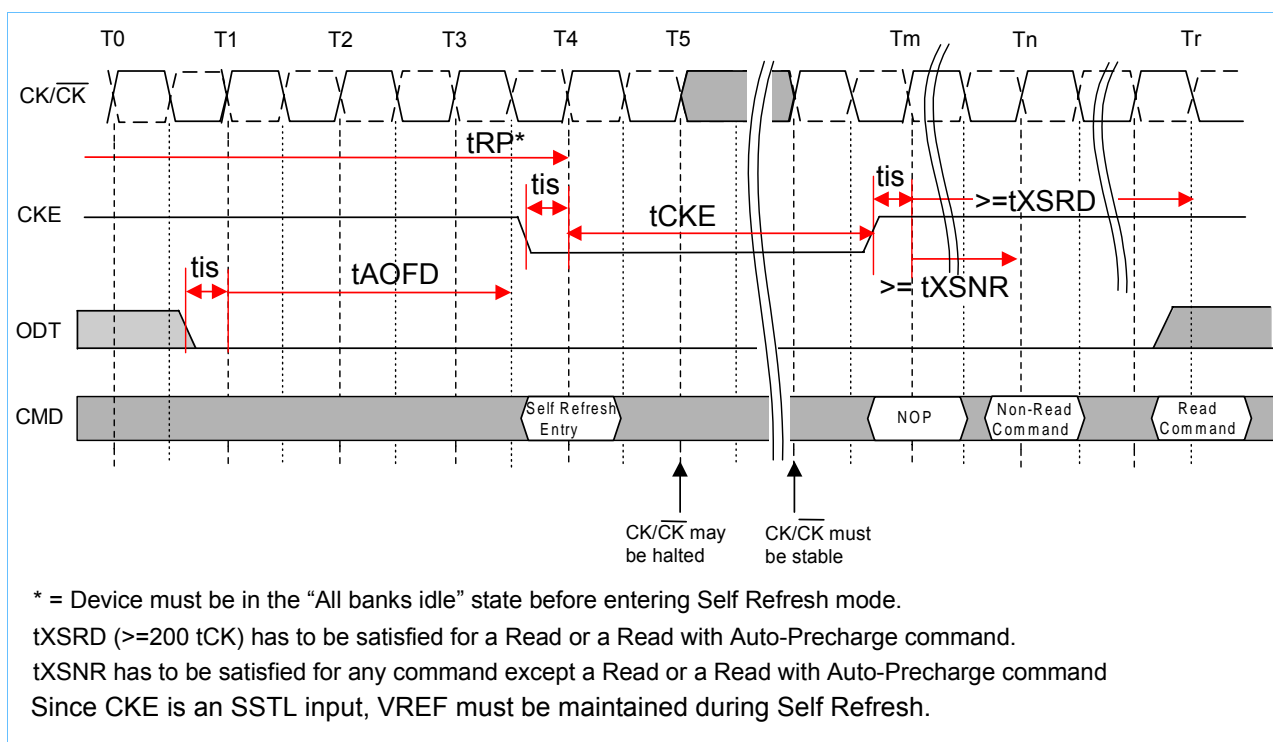 T0 T1 T2 T3 T4 T5 Tm Tn Tr
CK/C̅K̅
tRP*
tis
tis
>=tXSRD
CKE
tCKE
tis
tAOFD
>= tXSNR
ODT
CMD
Self Refresh
Entry
NOP
Non-Read
Command
Read
Command
CK/C̅K̅ may
be halted
CK/C̅K̅ must
be stable
* = Device must be in the “All banks idle” state before entering Self Refresh mode.
tXSRD (>=200 tCK) has to be satisfied for a Read or a Read with Auto-Precharge command.
tXSNR has to be satisfied for any command except a Read or a Read with Auto-Precharge command
Since CKE is an SSTL input, VREF must be maintained during Self Refresh.